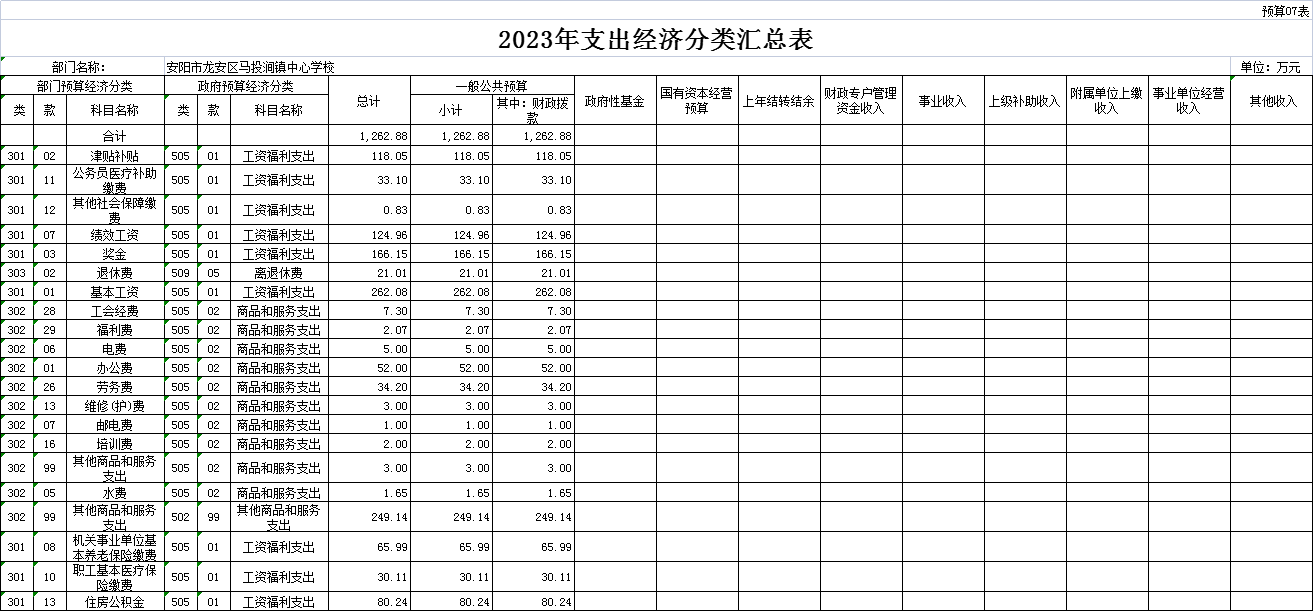 预算07表
2023年支出经济分类汇总表
部门名称： 安阳市龙安区马投涧镇中心学校 单位：万元
部门预算经济分类 政府预算经济分类 总计 一般公共预算 政府性基金 国有资本经营预算 上年结转结余 财政专户管理资金收入 事业收入 上级补助收入 附属单位上缴收入 事业单位经营收入 其他收入
类 款 科目名称 类 款 科目名称 小计 其中：财政拨款
合计 1,262.88 1,262.88 1,262.88
301 02 津贴补贴 505 01 工资福利支出 118.05 118.05 118.05
301 11 公务员医疗补助缴费 505 01 工资福利支出 33.10 33.10 33.10
301 12 其他社会保障缴费 505 01 工资福利支出 0.83 0.83 0.83
301 07 绩效工资 505 01 工资福利支出 124.96 124.96 124.96
301 03 奖金 505 01 工资福利支出 166.15 166.15 166.15
303 02 退休费 509 05 离退休费 21.01 21.01 21.01
301 01 基本工资 505 01 工资福利支出 262.08 262.08 262.08
302 28 工会经费 505 02 商品和服务支出 7.30 7.30 7.30
302 29 福利费 505 02 商品和服务支出 2.07 2.07 2.07
302 06 电费 505 02 商品和服务支出 5.00 5.00 5.00
302 01 办公费 505 02 商品和服务支出 52.00 52.00 52.00
302 26 劳务费 505 02 商品和服务支出 34.20 34.20 34.20
302 13 维修(护)费 505 02 商品和服务支出 3.00 3.00 3.00
302 07 邮电费 505 02 商品和服务支出 1.00 1.00 1.00
302 16 培训费 505 02 商品和服务支出 2.00 2.00 2.00
302 99 其他商品和服务支出 505 02 商品和服务支出 3.00 3.00 3.00
302 05 水费 505 02 商品和服务支出 1.65 1.65 1.65
302 99 其他商品和服务支出 502 99 其他商品和服务支出 249.14 249.14 249.14
301 08 机关事业单位基本养老保险缴费 505 01 工资福利支出 65.99 65.99 65.99
301 10 职工基本医疗保险缴费 505 01 工资福利支出 30.11 30.11 30.11
301 13 住房公积金 505 01 工资福利支出 80.24 80.24 80.24